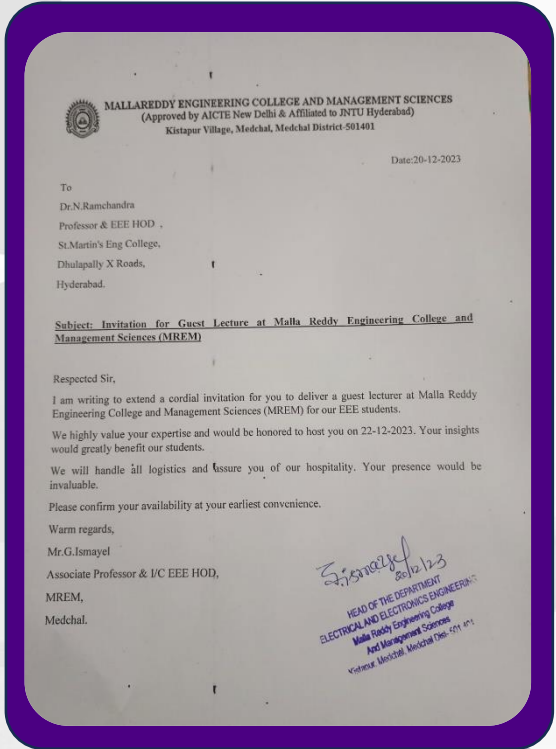 MALLAREDDY ENGINEERING COLLEGE AND MANAGEMENT SCIENCES
(Approved by AICTE New Delhi & Affiliated to JNTU Hyderabad)
Kistapur Village, Medchal, Medchal District-501401
Date:20-12-2023
To
Dr.N.Ramchandra
Professor & EEE HOD ,
St.Martin's Eng College,
Dhulapally X Roads,
Hyderabad.
Subject: Invitation for Guest Lecture at Malla Reddy Engineering College and
Management Sciences (MREM)
Respected Sir,
I am writing to extend a cordial invitation for you to deliver a guest lecturer at Malla Reddy
Engineering College and Management Sciences (MREM) for our EEE students.
We highly value your expertise and would be honored to host you on 22-12-2023. Your insights
would greatly benefit our students.
We will handle all logistics and assure you of our hospitality. Your presence would be
invaluable.
Please confirm your availability at your earliest convenience.
Warm regards,
Mr.G.Ismayel
Associate Professor & I/C EEE HOD,
MREM,
Medchal.
20/12/23
HEAD OF THE DEPARTMENT
ELECTRICAL AND ELECTRONICS ENGINEERING
Malla Reddy Engineering College
And Management Sciences
Kistapur, Medchal, Medchal Dist- 501 401